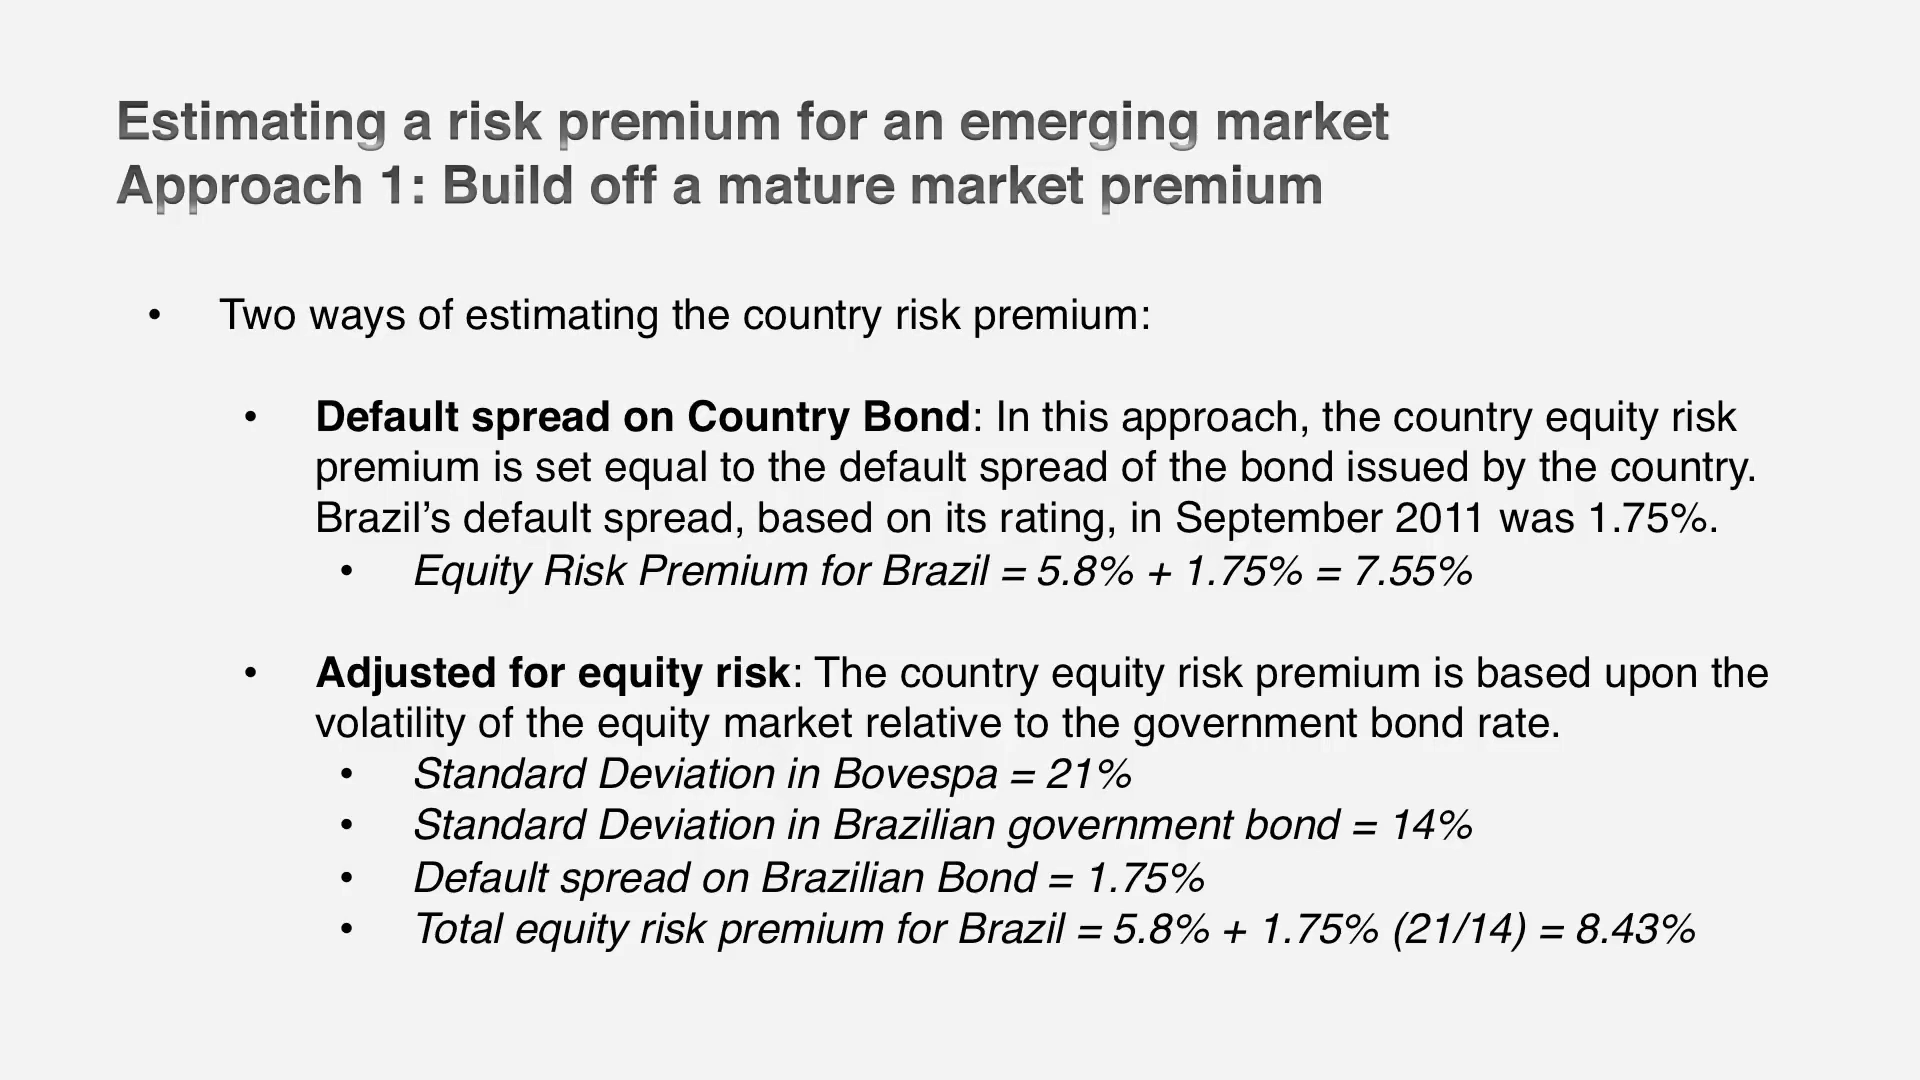 Estimating a risk premium for an emerging market
Approach 1: Build off a mature market premium
• Two ways of estimating the country risk premium:
• Default spread on Country Bond: In this approach, the country equity risk
premium is set equal to the default spread of the bond issued by the country.
Brazil’s default spread, based on its rating, in September 2011 was 1.75%.
• Equity Risk Premium for Brazil = 5.8% + 1.75% = 7.55%
• Adjusted for equity risk: The country equity risk premium is based upon the
volatility of the equity market relative to the government bond rate.
• Standard Deviation in Bovespa = 21%
• Standard Deviation in Brazilian government bond = 14%
• Default spread on Brazilian Bond = 1.75%
• Total equity risk premium for Brazil = 5.8% + 1.75% (21/14) = 8.43%